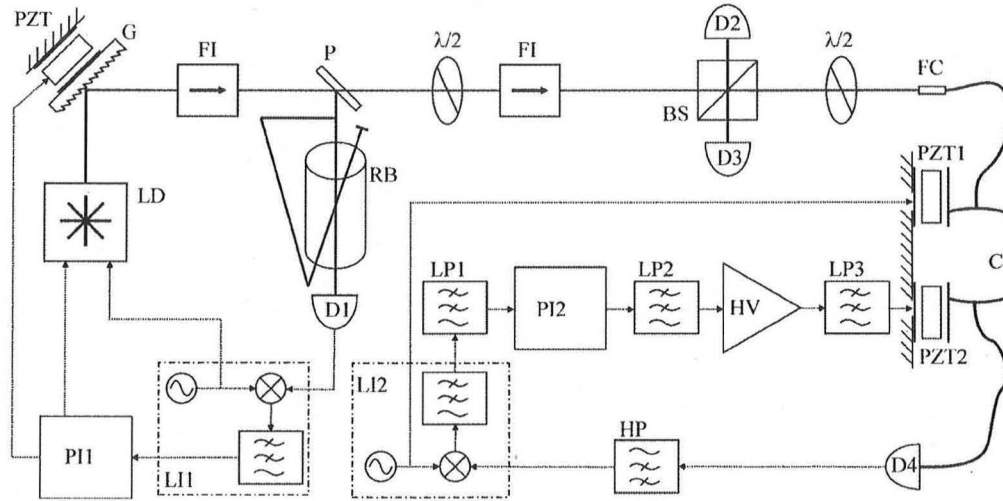 PZT
G
FI
P
λ/2
FI
D2
BS
D3
λ/2
FC
LD
RB
D1
PZT1
C
PZT2
LP1
PI2
LP2
HV
LP3
LI2
LI1
PI1
HP
D4